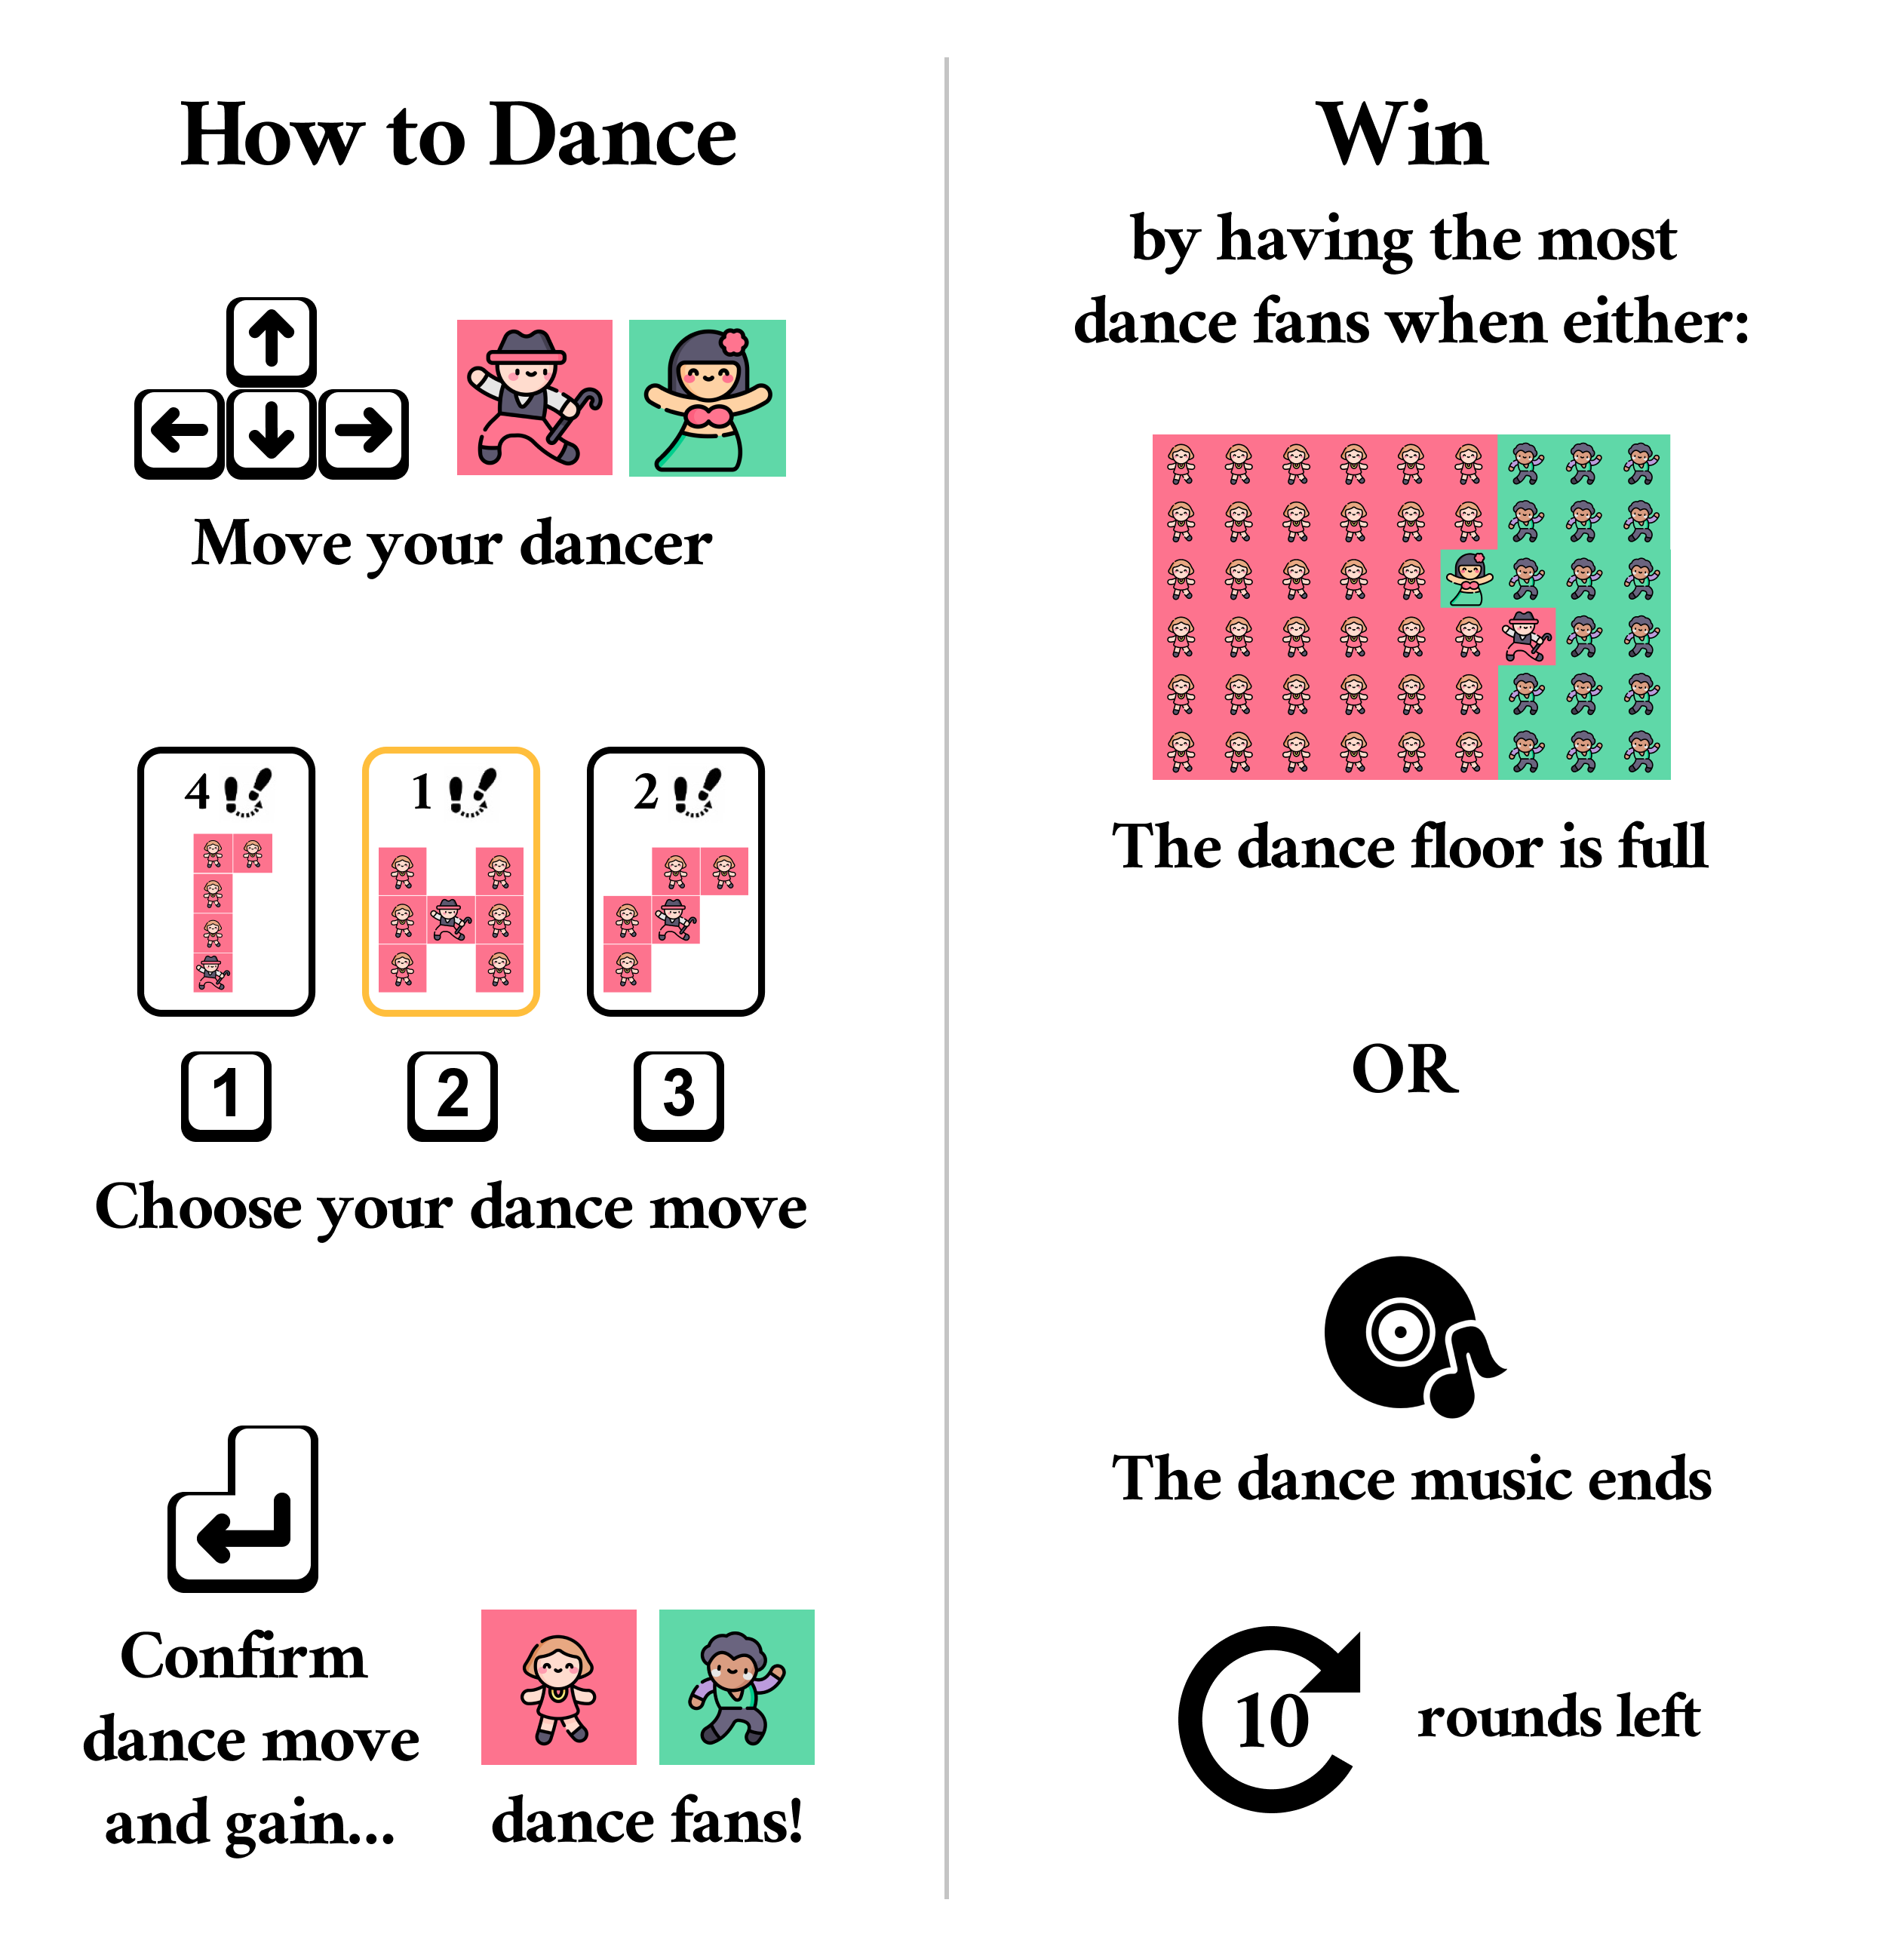 How to Dance
Move your dancer
4
1
2
1
2
3
Choose your dance move
Confirm
dance move
and gain...
dance fans!
Win
by having the most
dance fans when either:
The dance floor is full
OR
The dance music ends
10
rounds left